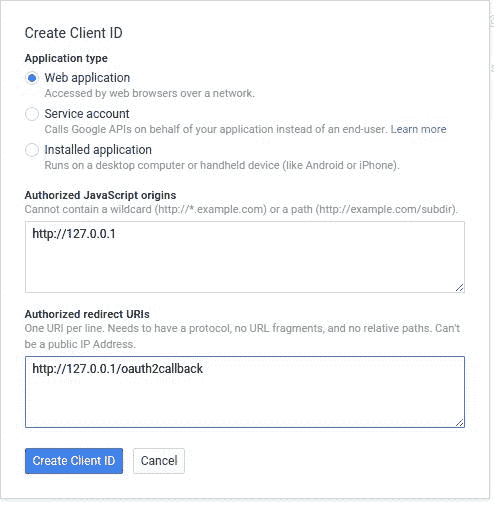 Create Client ID
Application type
Web application
Accessed by web browsers over a network.
Service account
Calls Google APIs on behalf of your application instead of an end-user. Learn more
Installed application
Runs on a desktop computer or handheld device (like Android or iPhone).
Authorized JavaScript origins
Cannot contain a wildcard (http://*.example.com) or a path (http://example.com/subdir).
http://127.0.0.1
Authorized redirect URIs
One URI per line. Needs to have a protocol, no URL fragments, and no relative paths. Can't
be a public IP Address.
http://127.0.0.1/oauth2callback
Create Client ID Cancel